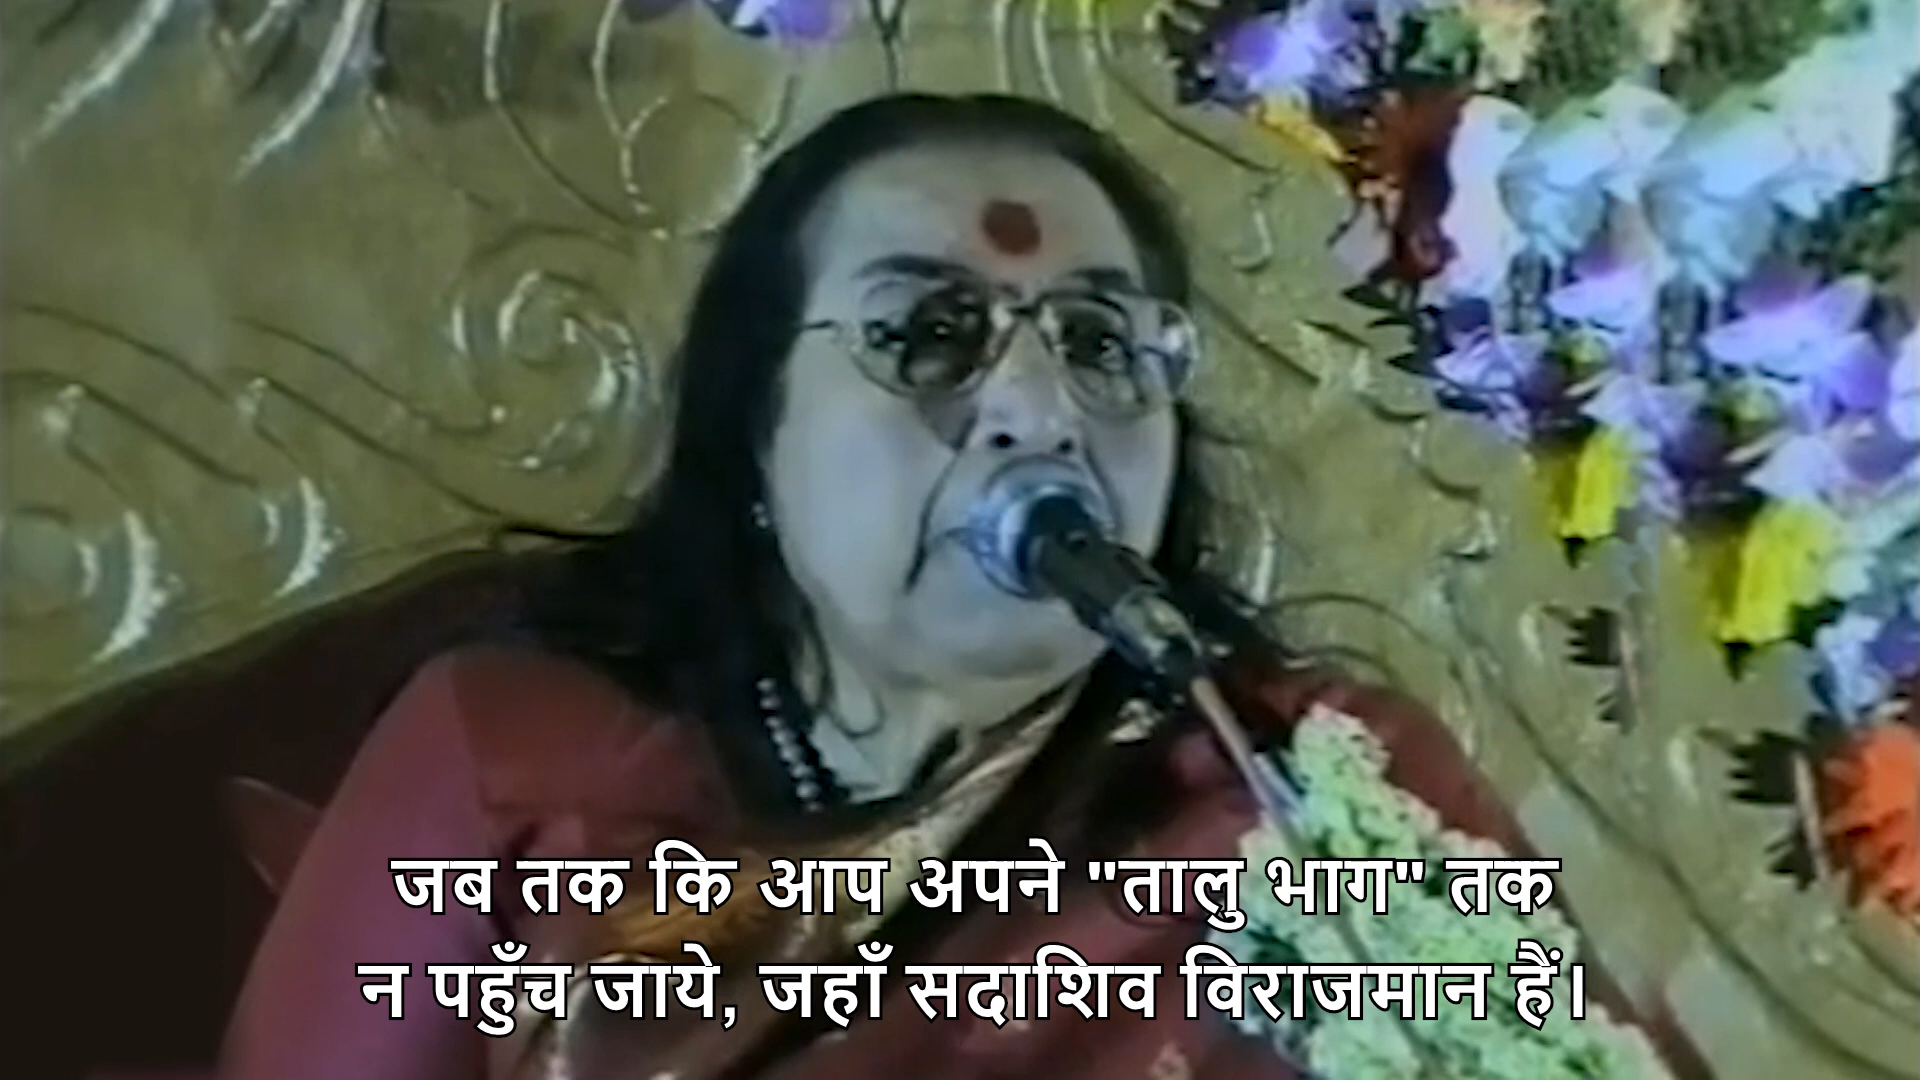 जब तक कि आप अपने "तालु भाग" तक
न पहुँच जाये, जहाँ सदाशिव विराजमान हैं।